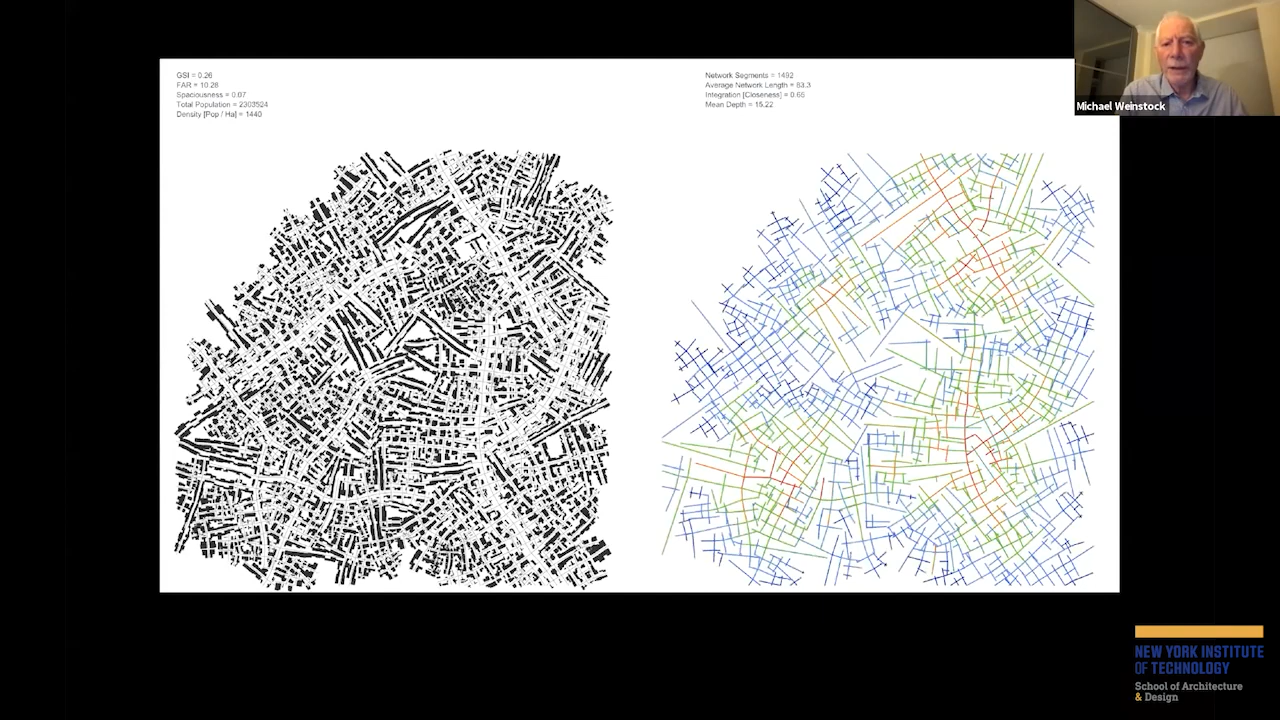 GSI = 0.26
FAR = 10.28
Spaciousness = 0.07
Total Population = 2303524
Density [Pop / Ha] = 1440
Network Segments = 1492
Average Network Length = 83.3
Integration [Closeness] = 0.66
Mean Depth = 15.22
Michael Weinstock
NEW YORK INSTITUTE
OF TECHNOLOGY
School of Architecture
& Design